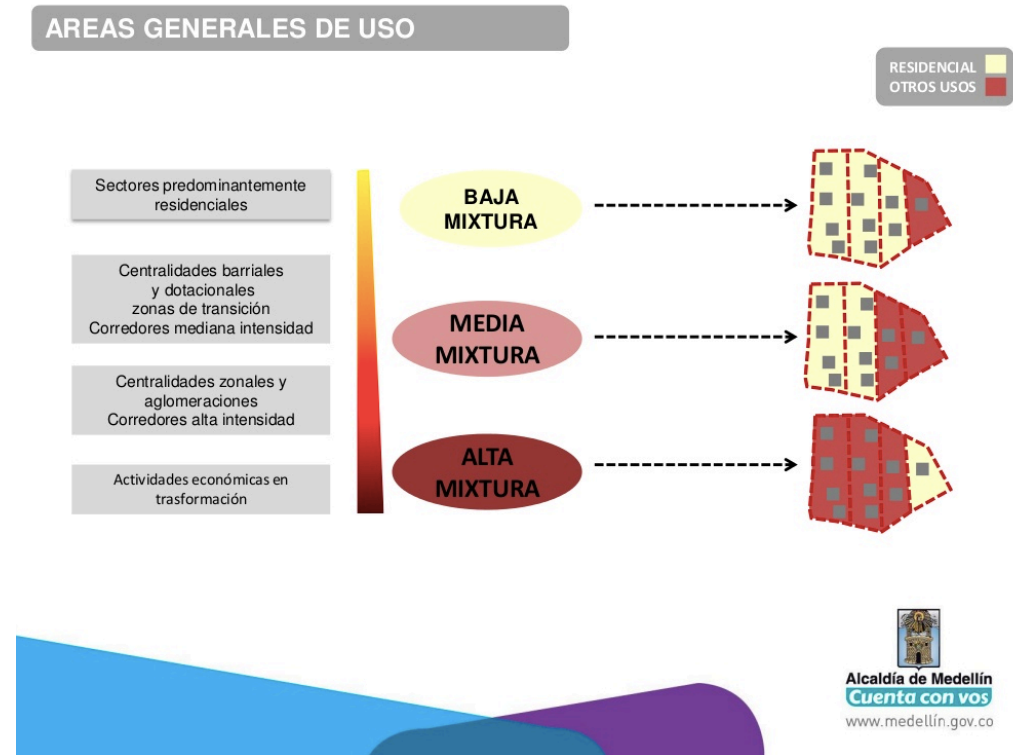 AREAS GENERALES DE USO
RESIDENCIAL
OTROS USOS
Sectores predominantemente
residenciales
Centralidades barriales
y dotacionales
zonas de transición
Corredores mediana intensidad
Centralidades zonales y
aglomeraciones
Corredores alta intensidad
Actividades económicas en
trasformación
BAJA
MIXTURA
MEDIA
MIXTURA
ALTA
MIXTURA
Alcaldía de Medellín
Cuenta con vos
www.medellín.gov.co